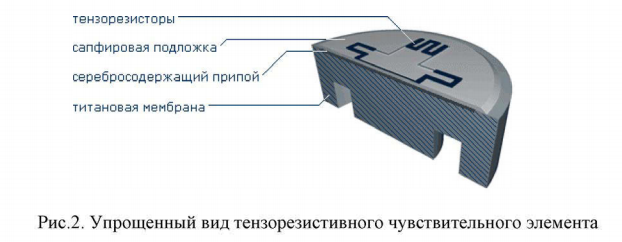 тензорезисторы
сапфировая подложка
серебросодержащий припой
титановая мембрана
Рис.2. Упрощенный вид тензорезистивного чувствительного элемента